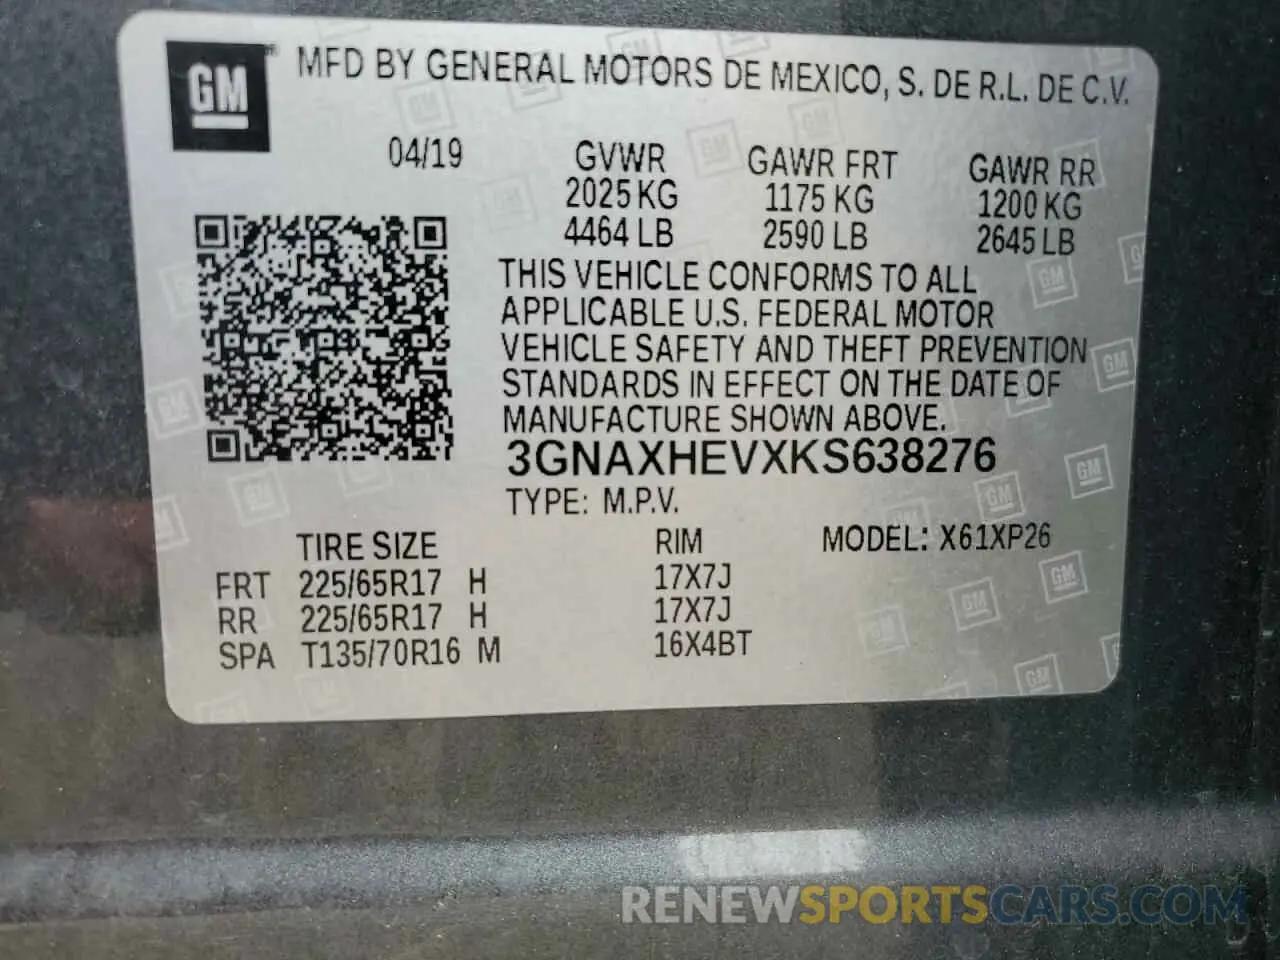 GM MFD BY GENERAL MOTORS DE MEXICO, S. DE R.L. DE C.V.
04/19 GVWR GAWR FRT GAWR RR
2025 KG 1175 KG 1200 KG
4464 LB 2590 LB 2645 LB
THIS VEHICLE CONFORMS TO ALL
APPLICABLE U.S. FEDERAL MOTOR
VEHICLE SAFETY AND THEFT PREVENTION
STANDARDS IN EFFECT ON THE DATE OF
MANUFACTURE SHOWN ABOVE.
3GNAXHEVXKS638276
TYPE: M.P.V.
TIRE SIZE RIM MODEL: X61XP26
FRT 225/65R17 H 17X7J
RR 225/65R17 H 17X7J
SPA T135/70R16 M 16X4BT
RENEWSPORTSCARS.COM